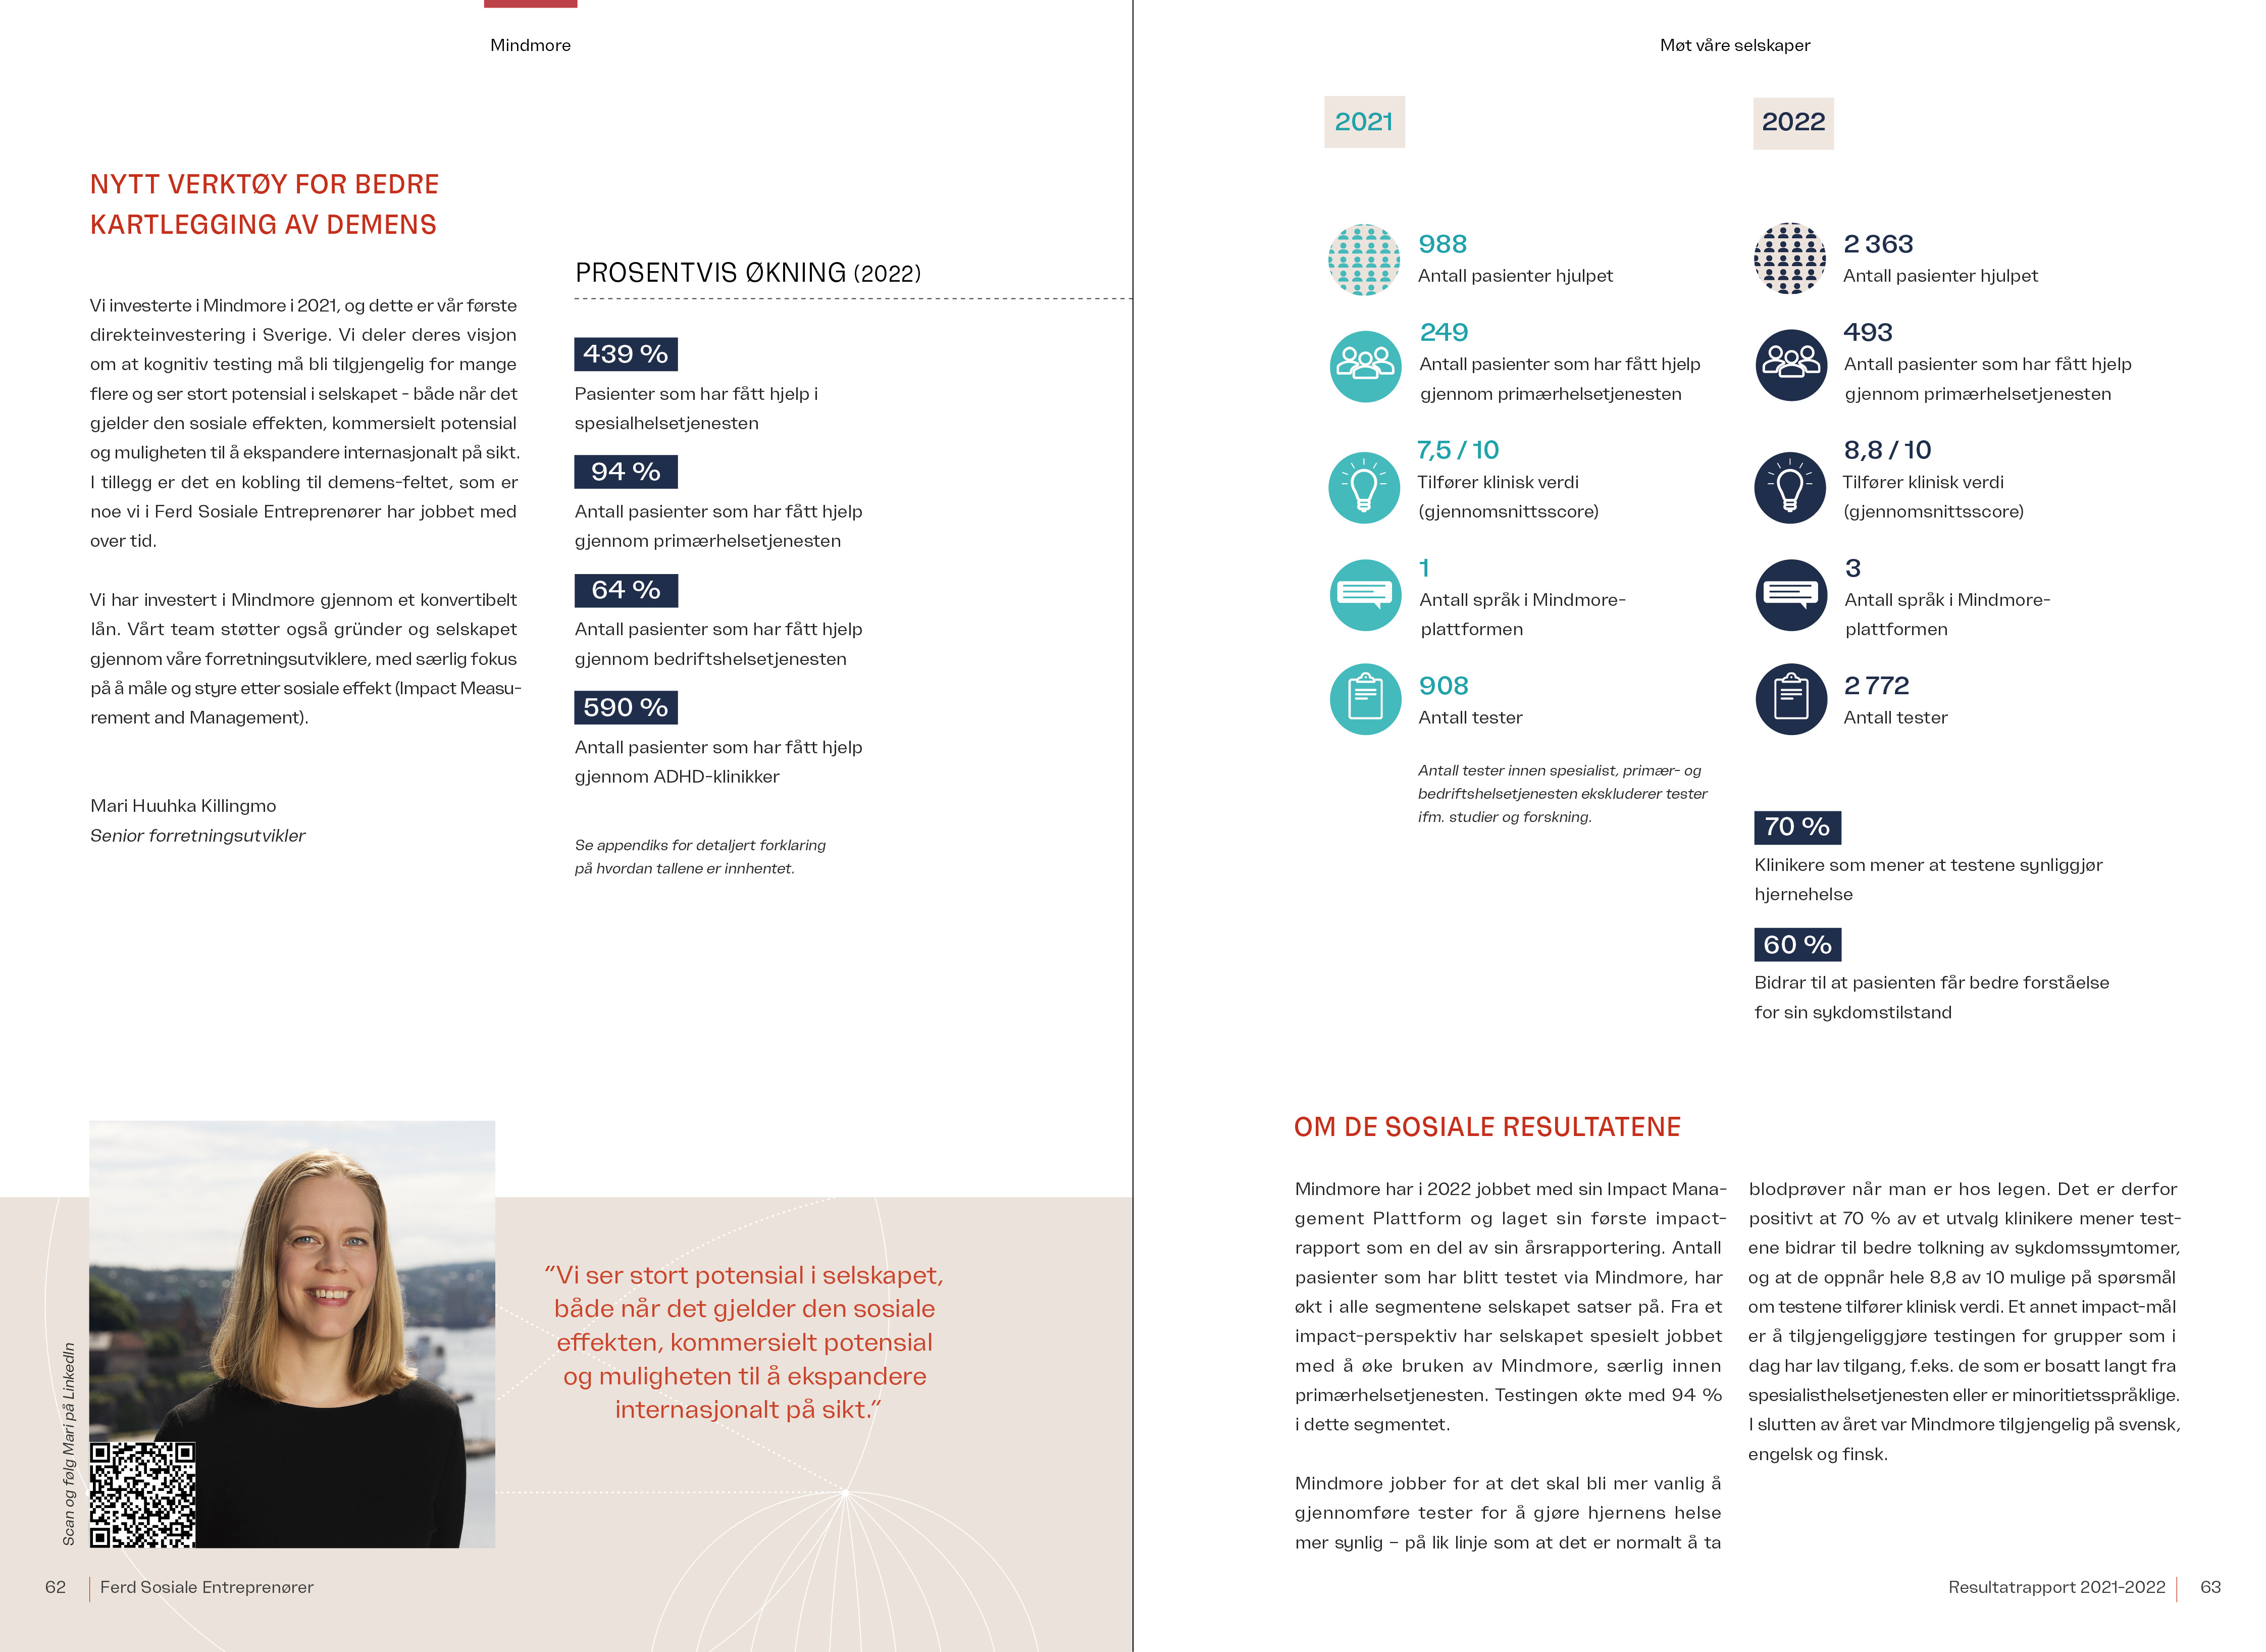 Mindmore
NYTT VERKTØY FOR BEDRE
KARTLEGGING AV DEMENS
Vi investerte i Mindmore i 2021, og dette er vår første
direkteinvestering i Sverige. Vi deler deres visjon
om at kognitiv testing må bli tilgjengelig for mange
flere og ser stort potensial i selskapet - både når det
gjelder den sosiale effekten, kommersielt potensial
og muligheten til å ekspandere internasjonalt på sikt.
I tillegg er det en kobling til demens-feltet, som er
noe vi i Ferd Sosiale Entreprenører har jobbet med
over tid.
Vi har investert i Mindmore gjennom et konvertibelt
lån. Vårt team støtter også gründer og selskapet
gjennom våre forretningsutviklere, med særlig fokus
på å måle og styre etter sosiale effekt (Impact Measu-
rement and Management).
Mari Huuhka Killingmo
Senior forretningsutvikler
PROSENTVIS ØKNING (2022)
439 %
Pasienter som har fått hjelp i
spesialhelsetjenesten
94 %
Antall pasienter som har fått hjelp
gjennom primærhelsetjenesten
64 %
Antall pasienter som har fått hjelp
gjennom bedriftshelsetjenesten
590 %
Antall pasienter som har fått hjelp
gjennom ADHD-klinikker
Se appendiks for detaljert forklaring
på hvordan tallene er innhentet.
Scan og følg Mari på LinkedIn
“Vi ser stort potensial i selskapet,
både når det gjelder den sosiale
effekten, kommersielt potensial
og muligheten til å ekspandere
internasjonalt på sikt.”
62 Ferd Sosiale Entreprenører
Møt våre selskaper
2021
988
Antall pasienter hjulpet
249
Antall pasienter som har fått hjelp
gjennom primærhelsetjenesten
7,5 / 10
Tilfører klinisk verdi
(gjennomsnittsscore)
1
Antall språk i Mindmore-
plattformen
908
Antall tester
Antall tester innen spesialist, primær- og
bedriftshelsetjenesten ekskluderer tester
ifm. studier og forskning.
2022
2 363
Antall pasienter hjulpet
493
Antall pasienter som har fått hjelp
gjennom primærhelsetjenesten
8,8 / 10
Tilfører klinisk verdi
(gjennomsnittsscore)
3
Antall språk i Mindmore-
plattformen
2 772
Antall tester
70 %
Klinikere som mener at testene synliggjør
hjernehelse
60 %
Bidrar til at pasienten får bedre forståelse
for sin sykdomstilstand
OM DE SOSIALE RESULTATENE
Mindmore har i 2022 jobbet med sin Impact Mana-
gement Plattform og laget sin første impact-
rapport som en del av sin årsrapportering. Antall
pasienter som har blitt testet via Mindmore, har
økt i alle segmentene selskapet satser på. Fra et
impact-perspektiv har selskapet spesielt jobbet
med å øke bruken av Mindmore, særlig innen
primærhelsetjenesten. Testingen økte med 94 %
i dette segmentet.
Mindmore jobber for at det skal bli mer vanlig å
gjennomføre tester for å gjøre hjernens helse
mer synlig – på lik linje som at det er normalt å ta
blodprøver når man er hos legen. Det er derfor
positivt at 70 % av et utvalg klinikere mener test-
ene bidrar til bedre tolkning av sykdomssymtomer,
og at de oppnår hele 8,8 av 10 mulige på spørsmål
om testene tilfører klinisk verdi. Et annet impact-mål
er å tilgjengeliggjøre testingen for grupper som i
dag har lav tilgang, f.eks. de som er bosatt langt fra
spesialisthelsetjenesten eller er minoritietsspråklige.
I slutten av året var Mindmore tilgjengelig på svensk,
engelsk og finsk.
Resultatrapport 2021-2022 63